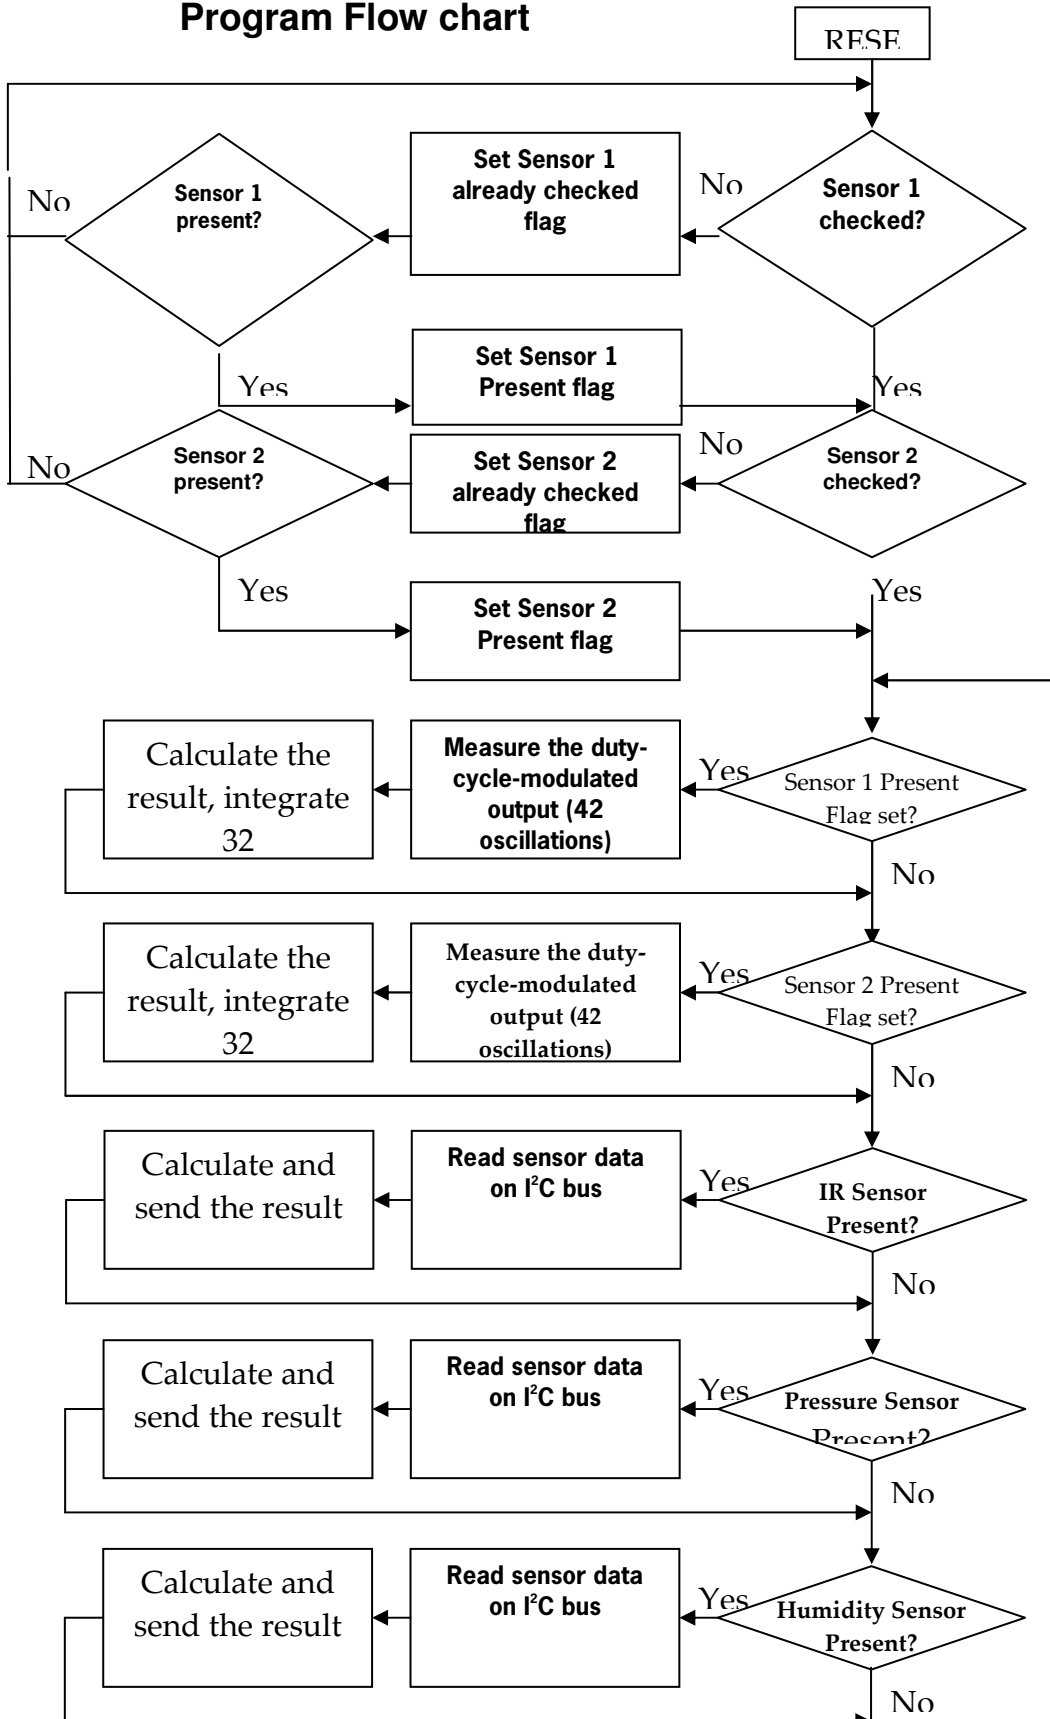 Program Flow chart
RESE
No
Sensor 1
present?
Set Sensor 1
already checked
flag
No
Sensor 1
checked?
Yes
Set Sensor 1
Present flag
Yes
No
Sensor 2
present?
Set Sensor 2
already checked
flag
No
Sensor 2
checked?
Yes
Set Sensor 2
Present flag
Yes
Calculate the
result, integrate
32
Measure the duty-
cycle-modulated
output (42
oscillations)
Yes
Sensor 1 Present
Flag set?
No
Calculate the
result, integrate
32
Measure the duty-
cycle-modulated
output (42
oscillations)
Yes
Sensor 2 Present
Flag set?
No
Calculate and
send the result
Read sensor data
on I²C bus
Yes
IR Sensor
Present?
No
Calculate and
send the result
Read sensor data
on I²C bus
Yes
Pressure Sensor
Present?
No
Calculate and
send the result
Read sensor data
on I²C bus
Yes
Humidity Sensor
Present?
No